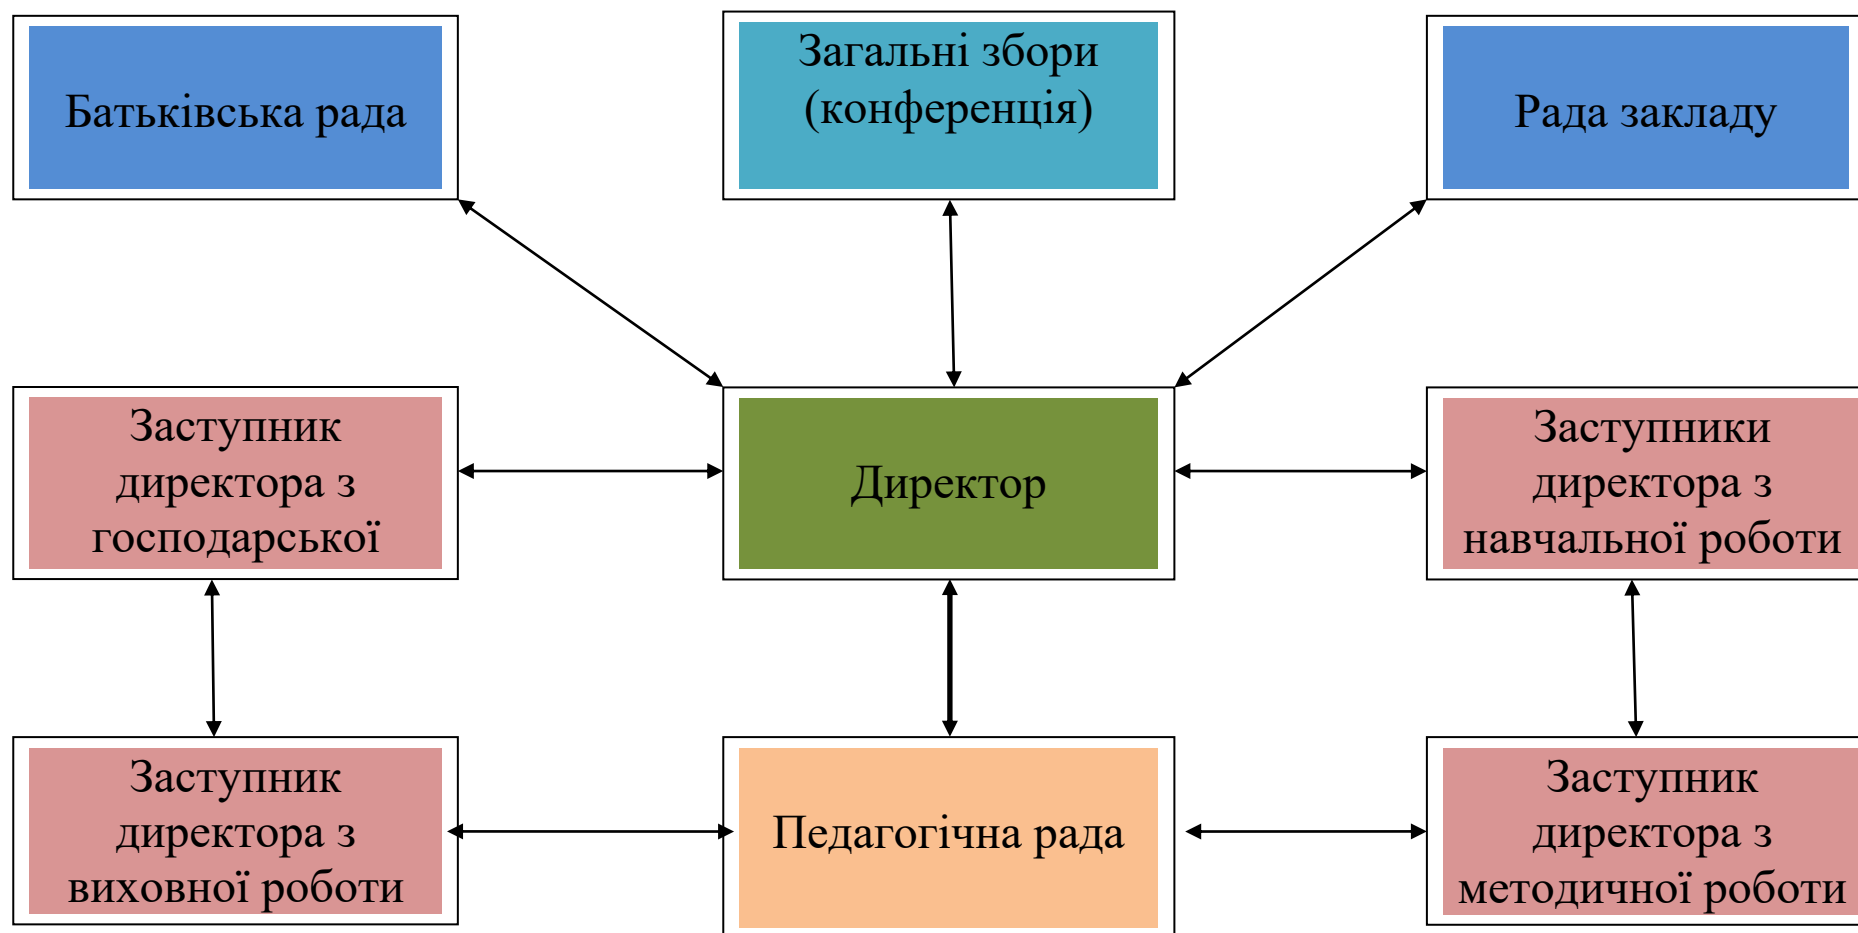 Батьківська рада
Загальні збори
(конференція)
Рада закладу
Заступник
директора з
господарської
Директор
Заступники
директора з
навчальної роботи
Заступник
директора з
виховної роботи
Педагогічна рада
Заступник
директора з
методичної роботи